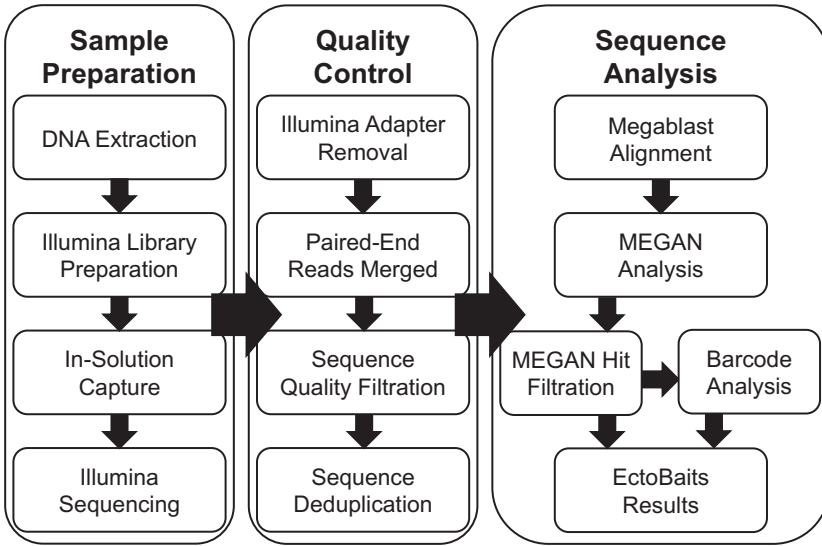 Sample
Preparation
DNA Extraction
Illumina Library
Preparation
In-Solution
Capture
Illumina
Sequencing
Quality
Control
Illumina Adapter
Removal
Paired-End
Reads Merged
Sequence
Quality Filtration
Sequence
Deduplication
Sequence
Analysis
Megablast
Alignment
MEGAN
Analysis
MEGAN Hit
Filtration
Barcode
Analysis
EctoBaits
Results